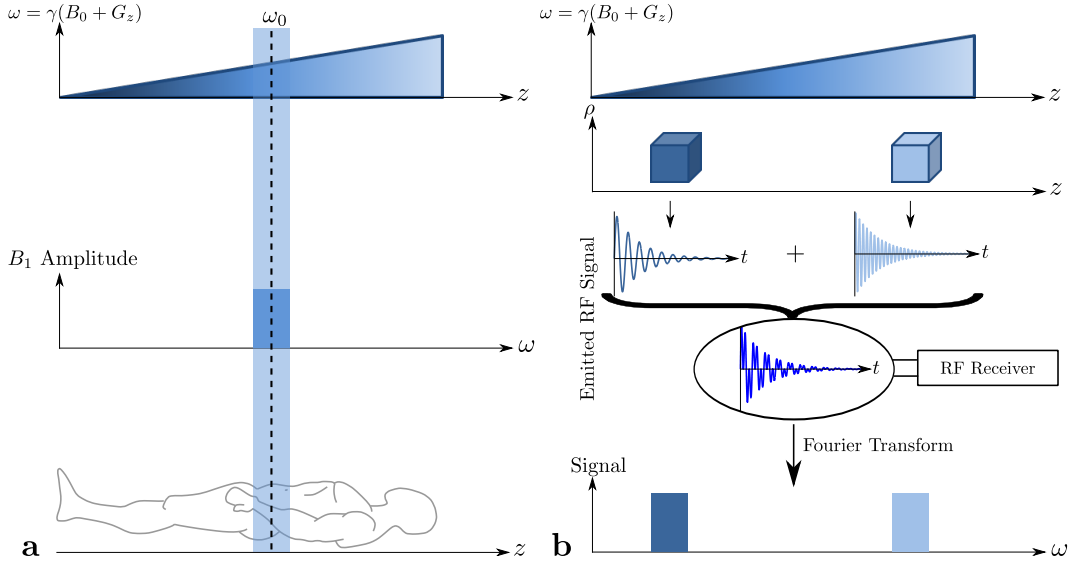 ω = γ(B₀ + G_z)
ω₀
z
B₁ Amplitude
ω
z
a
ω = γ(B₀ + G_z)
z
ρ
z
Emitted RF Signal
t
+
t
t
RF Receiver
Fourier Transform
Signal
ω
b